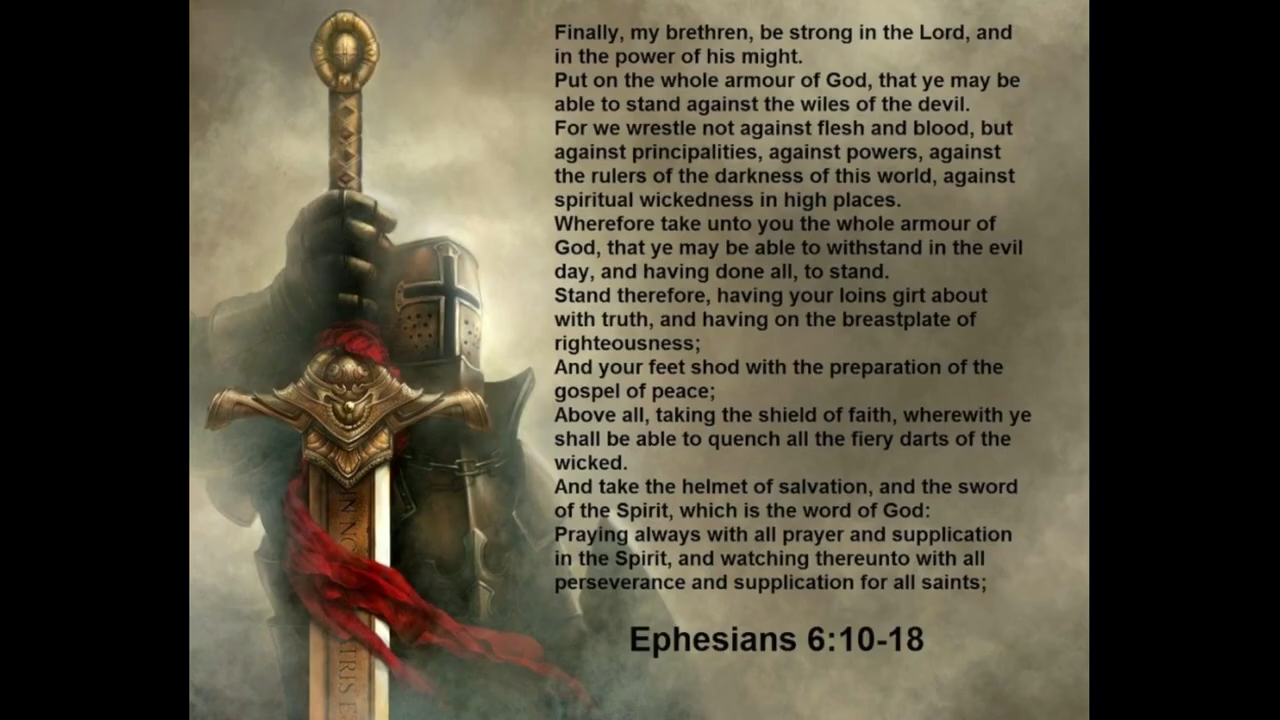 Finally, my brethren, be strong in the Lord, and
in the power of his might.
Put on the whole armour of God, that ye may be
able to stand against the wiles of the devil.
For we wrestle not against flesh and blood, but
against principalities, against powers, against
the rulers of the darkness of this world, against
spiritual wickedness in high places.
Wherefore take unto you the whole armour of
God, that ye may be able to withstand in the evil
day, and having done all, to stand.
Stand therefore, having your loins girt about
with truth, and having on the breastplate of
righteousness;
And your feet shod with the preparation of the
gospel of peace;
Above all, taking the shield of faith, wherewith ye
shall be able to quench all the fiery darts of the
wicked.
And take the helmet of salvation, and the sword
of the Spirit, which is the word of God:
Praying always with all prayer and supplication
in the Spirit, and watching thereunto with all
perseverance and supplication for all saints;
Ephesians 6:10-18
IN